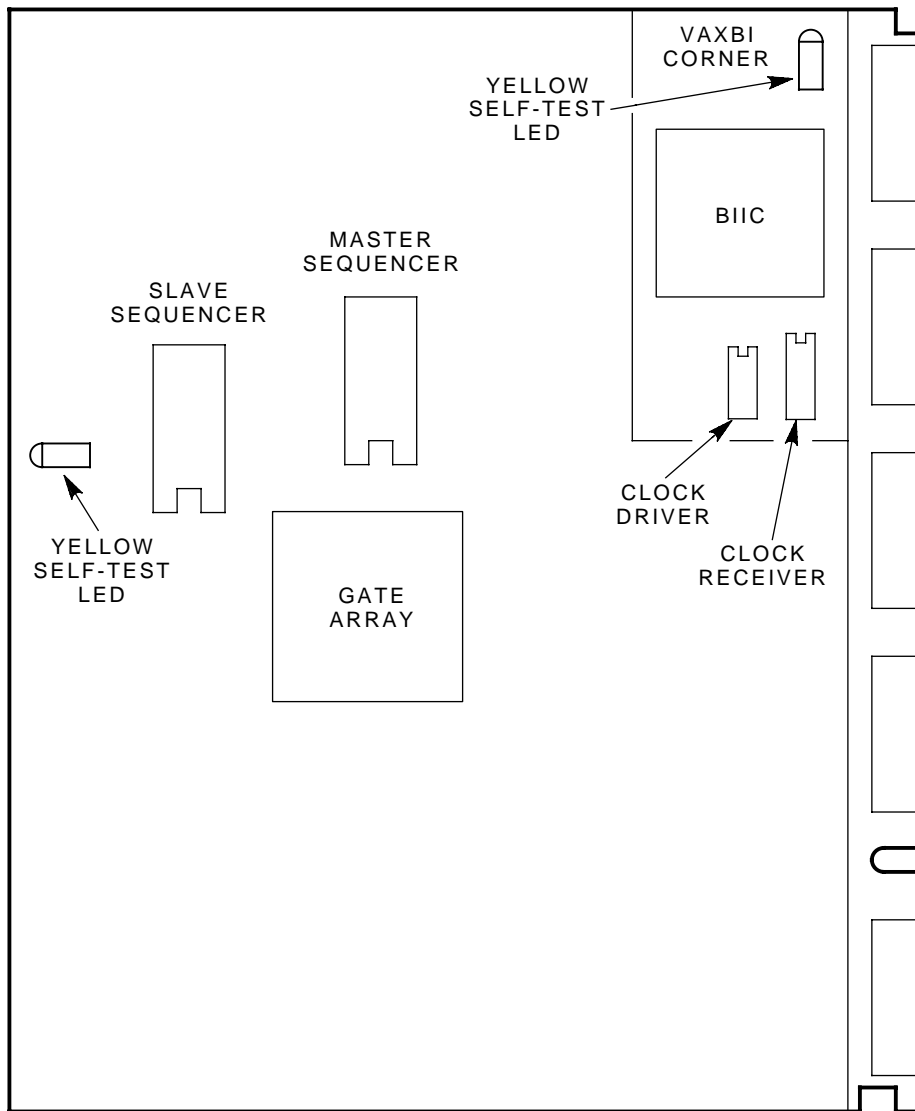 VAXBI
CORNER
YELLOW
SELF-TEST
LED
BIIC
MASTER
SEQUENCER
SLAVE
SEQUENCER
CLOCK
DRIVER
CLOCK
RECEIVER
YELLOW
SELF-TEST
LED
GATE
ARRAY